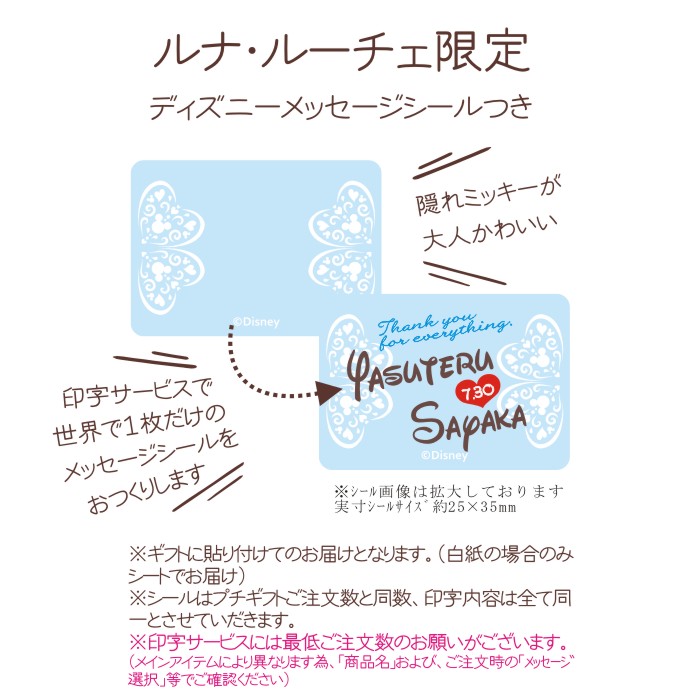 ルナ・ルーチェ限定
ディズニーメッセージシールつき
隠れミッキーが
大人かわいい
©Disney
Thank you
for everything.
YASUTERU
7.30
SAYAKA
©Disney
印字サービスで
世界で1枚だけの
メッセージシールを
おつくりします
※シール画像は拡大しております
実寸シールサイズ約25×35mm
※ギフトに貼り付けてのお届けとなります。(白紙の場合のみ
シートでお届け)
※シールはプチギフトご注文数と同数、印字内容は全て同
一とさせていだきます。
※印字サービスには最低ご注文数のお願いがございます。
(メインアイテムにより異なります為、「商品名」および、ご注文時の「メッセージ
選択」等でご確認ください)